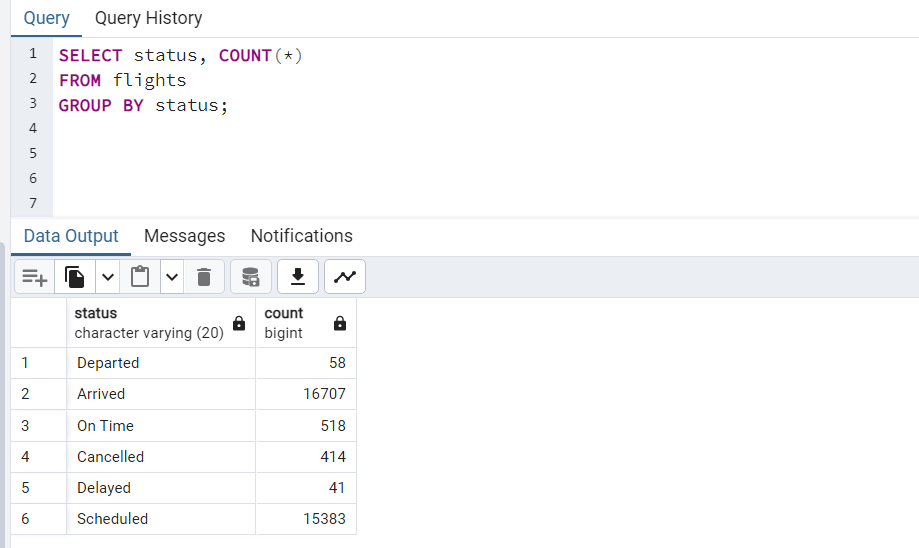 Query Query History
1 SELECT status, COUNT(*)
2 FROM flights
3 GROUP BY status;
4
5
6
7
Data Output Messages Notifications
status count
character varying (20) bigint
1 Departed 58
2 Arrived 16707
3 On Time 518
4 Cancelled 414
5 Delayed 41
6 Scheduled 15383